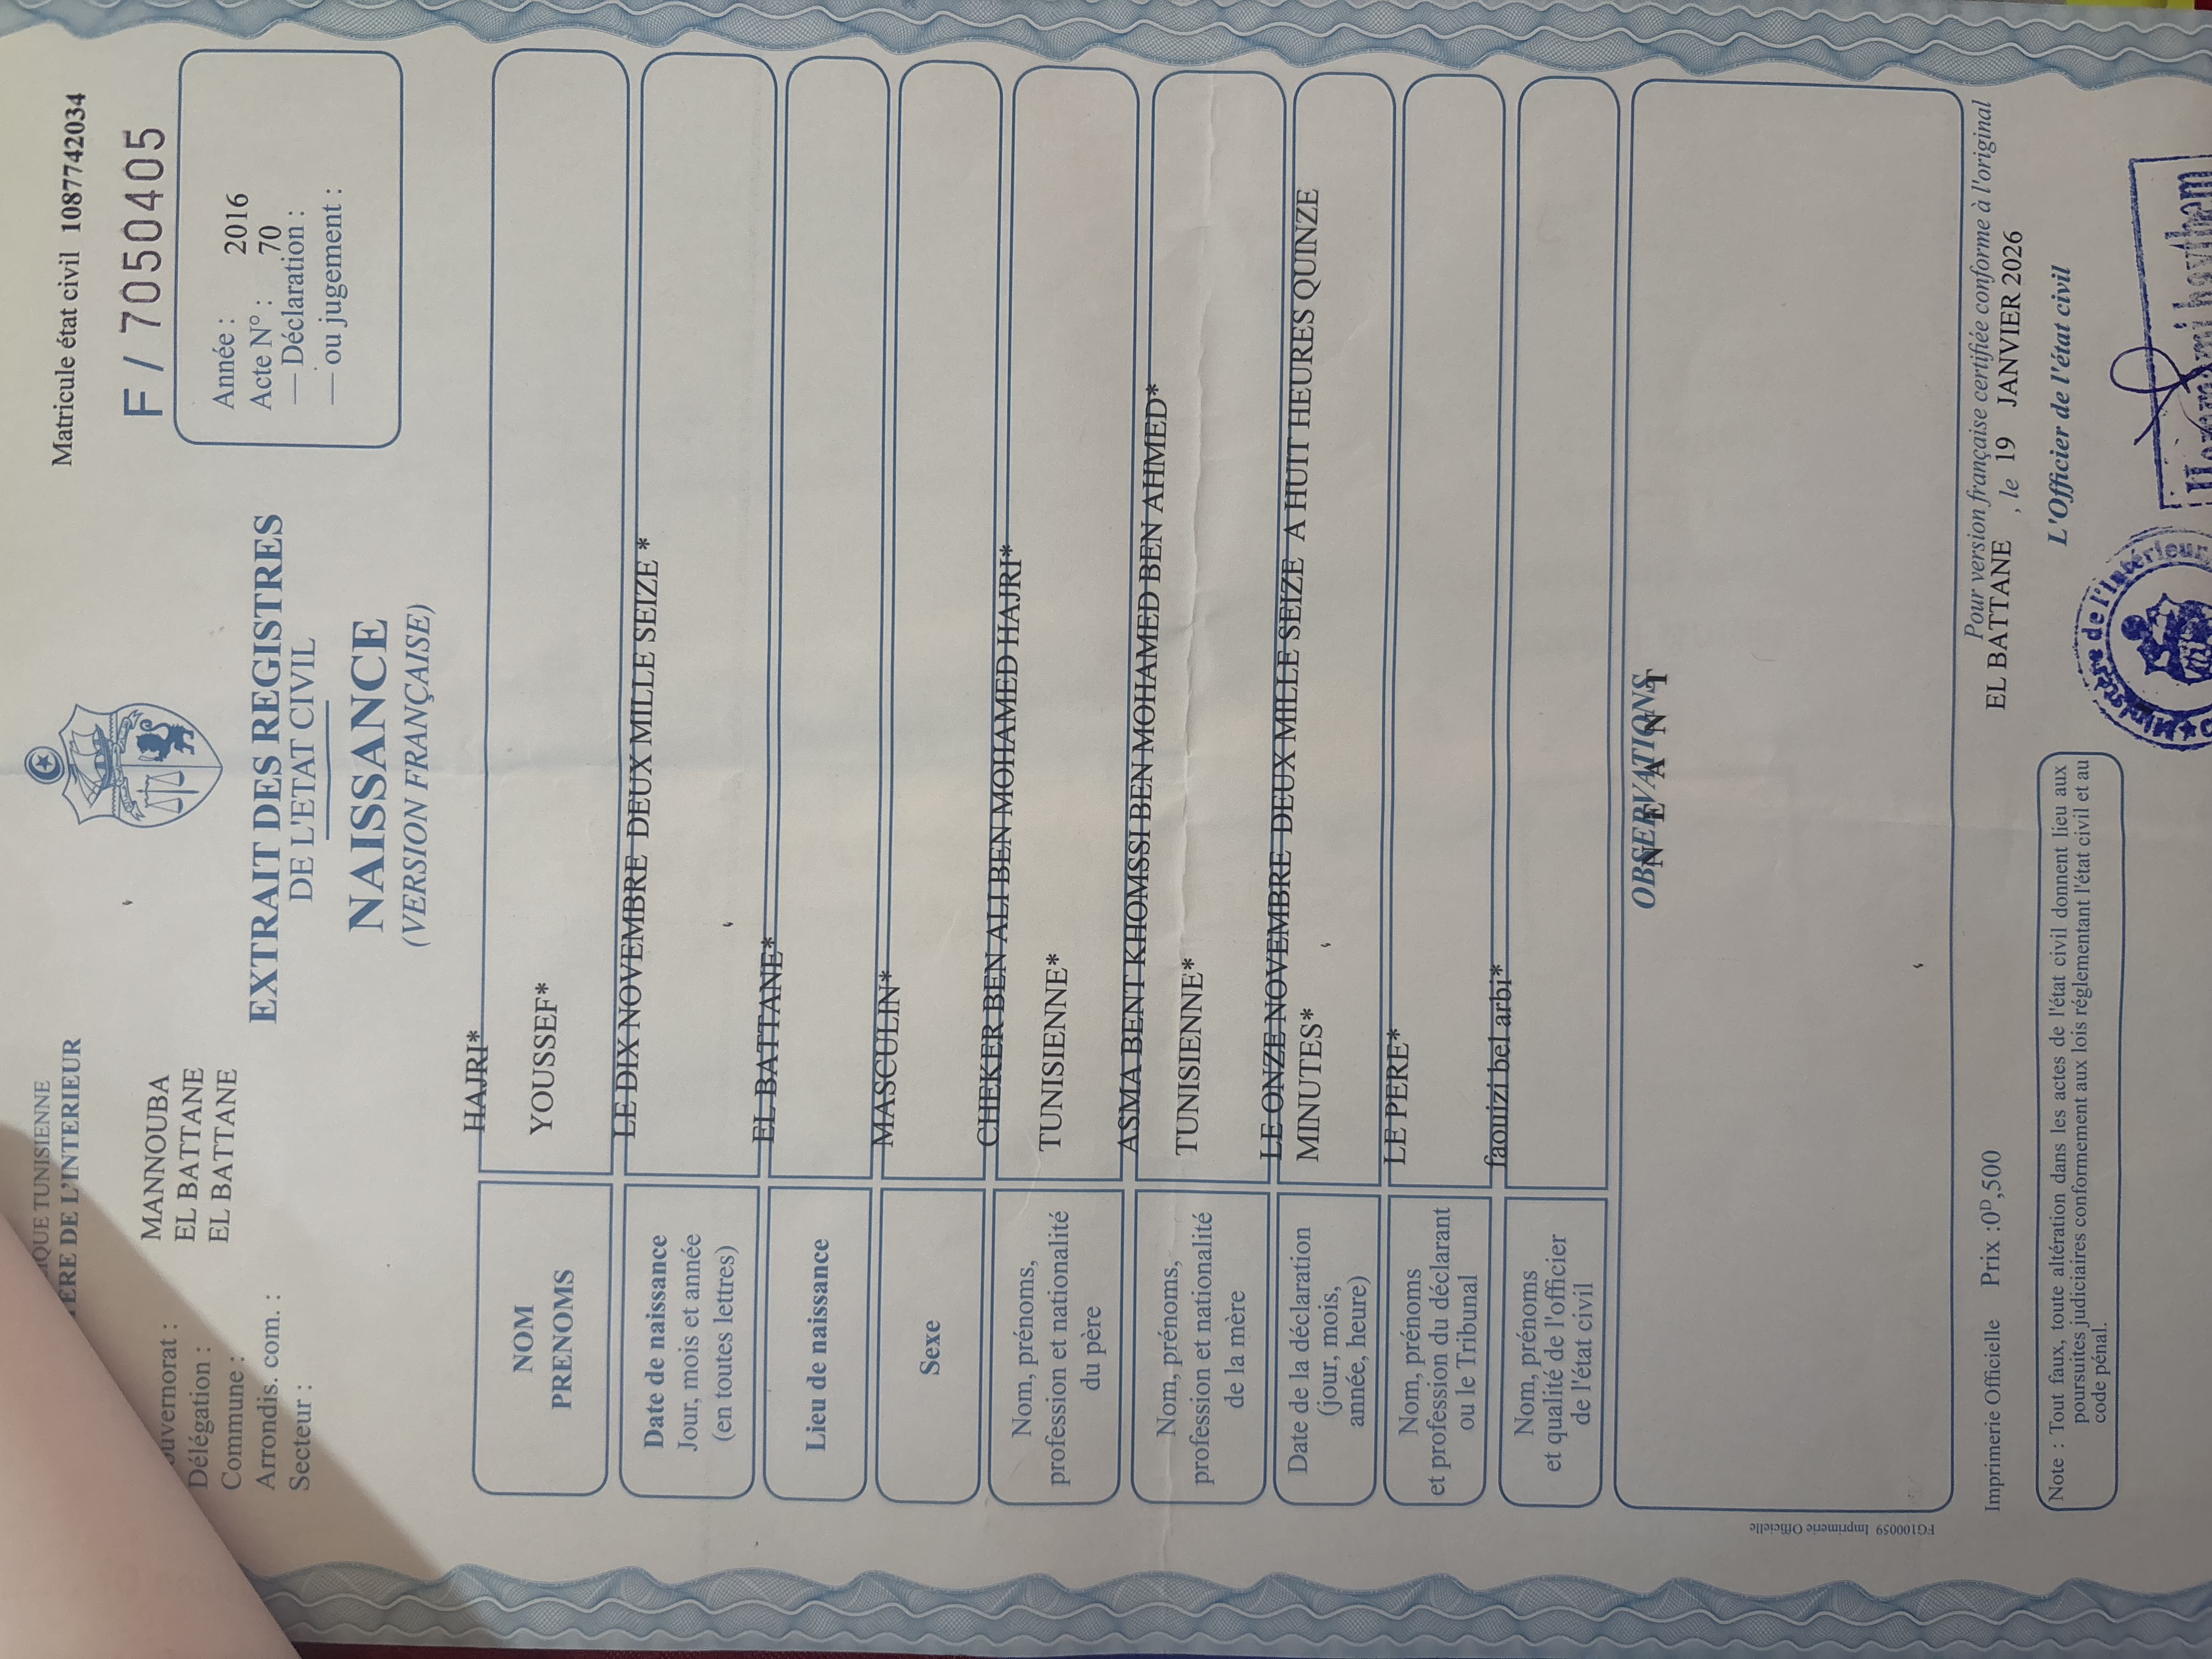 IQUE TUNISIENNE
ÈRE DE L'INTERIEUR
Matricule état civil 1087742034
F / 7050405
ouvernorat : MANNOUBA
Délégation : EL BATTANE
Commune : EL BATTANE
Arrondis. com. :
Secteur :
Année : 2016
Acte N° : 70
— Déclaration :
— ou jugement :
EXTRAIT DES REGISTRES
DE L'ETAT CIVIL
NAISSANCE
(VERSION FRANÇAISE)
NOM
PRENOMS
HAJRI*
YOUSSEF*
Date de naissance
Jour, mois et année
(en toutes lettres)
LE DIX NOVEMBRE DEUX MILLE SEIZE *
Lieu de naissance
EL BATTANE*
Sexe
MASCULIN*
Nom, prénoms,
profession et nationalité
du père
CHEKER BEN ALI BEN MOHAMED HAJRI*
TUNISIENNE*
Nom, prénoms,
profession et nationalité
de la mère
ASMA BENT KHOMSSI BEN MOHAMED BEN AHMED*
TUNISIENNE*
Date de la déclaration
(jour, mois,
année, heure)
LE ONZE NOVEMBRE DEUX MILLE SEIZE A HUIT HEURES QUINZE
MINUTES*
Nom, prénoms
et profession du déclarant
ou le Tribunal
LE PERE*
Nom, prénoms
et qualité de l'officier
de l'état civil
faouizi bel arbi*
OBSERVATIONS
N E A N T
FG100059 Imprimerie Officielle
Imprimerie Officielle Prix :0ᴰ,500
Pour version française certifiée conforme à l'original
EL BATTANE , le 19 JANVIER 2026
L'Officier de l'état civil
Note : Tout faux, toute altération dans les actes de l'état civil donnent lieu aux
poursuites judiciaires conformement aux lois réglementant l'état civil et au
code pénal.
Ministère de l'Intérieur